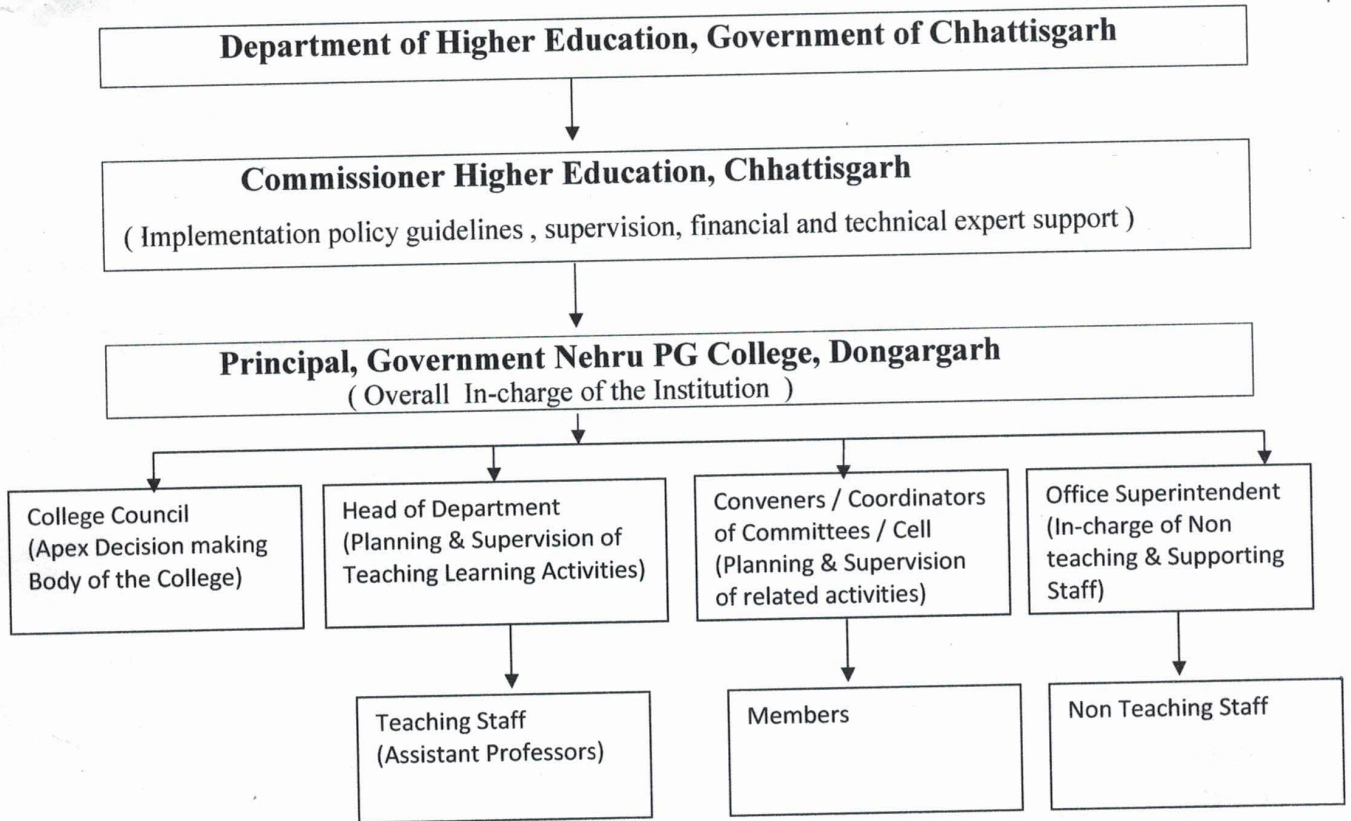 Department of Higher Education, Government of Chhattisgarh
Commissioner Higher Education, Chhattisgarh
( Implementation policy guidelines , supervision, financial and technical expert support )
Principal, Government Nehru PG College, Dongargarh
( Overall In-charge of the Institution )
College Council
(Apex Decision making
Body of the College)
Head of Department
(Planning & Supervision of
Teaching Learning Activities)
Conveners / Coordinators
of Committees / Cell
(Planning & Supervision
of related activities)
Office Superintendent
(In-charge of Non
teaching & Supporting
Staff)
Teaching Staff
(Assistant Professors)
Members
Non Teaching Staff